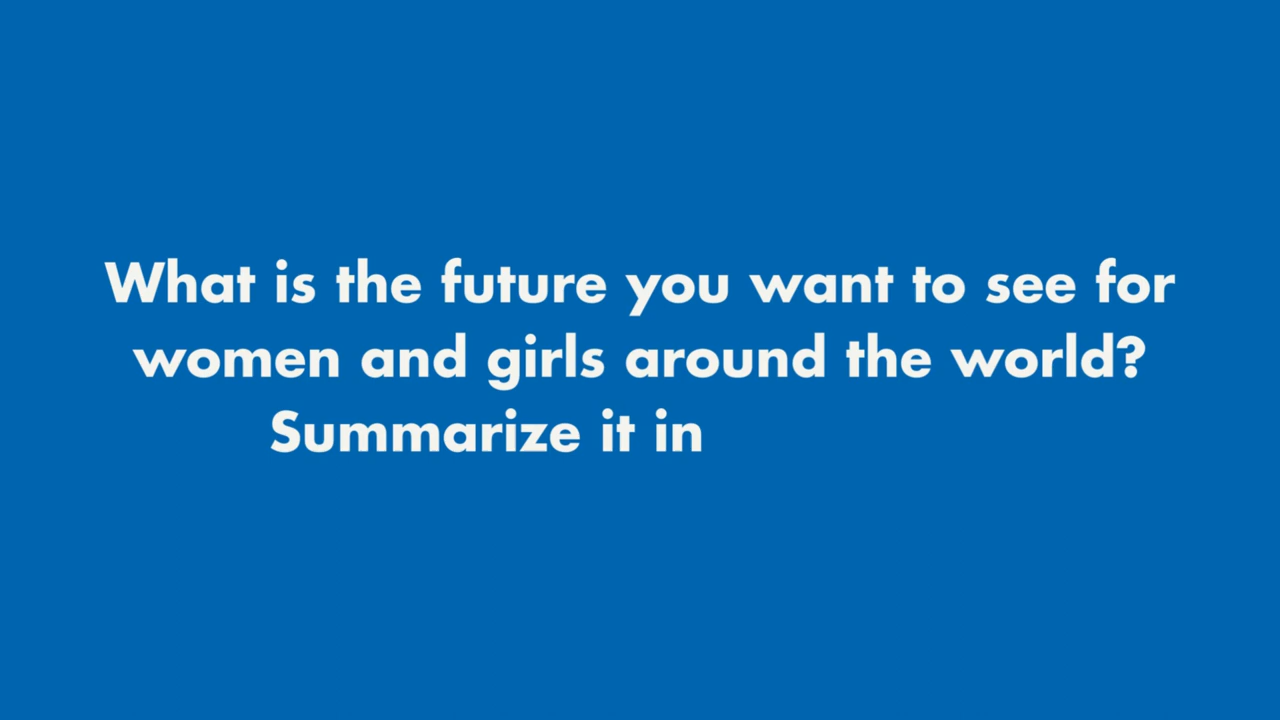 What is the future you want to see for
women and girls around the world?
Summarize it in